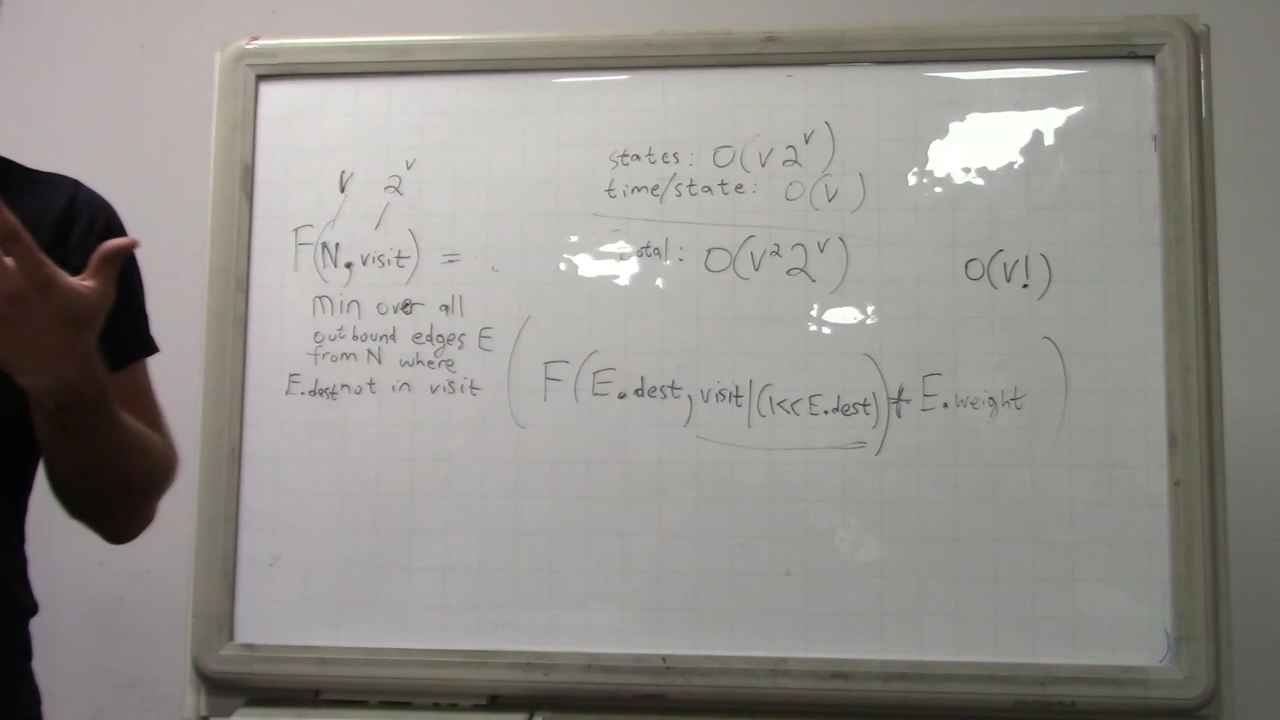 states: O(V 2^V)
time/state: O(V)
total: O(V² 2^V)
O(V!)
V 2^V
F(N, visit) =
min over all
outbound edges E
from N where
E.dest not in visit
( F(E.dest, visit|(1<<E.dest)) + E.weight )